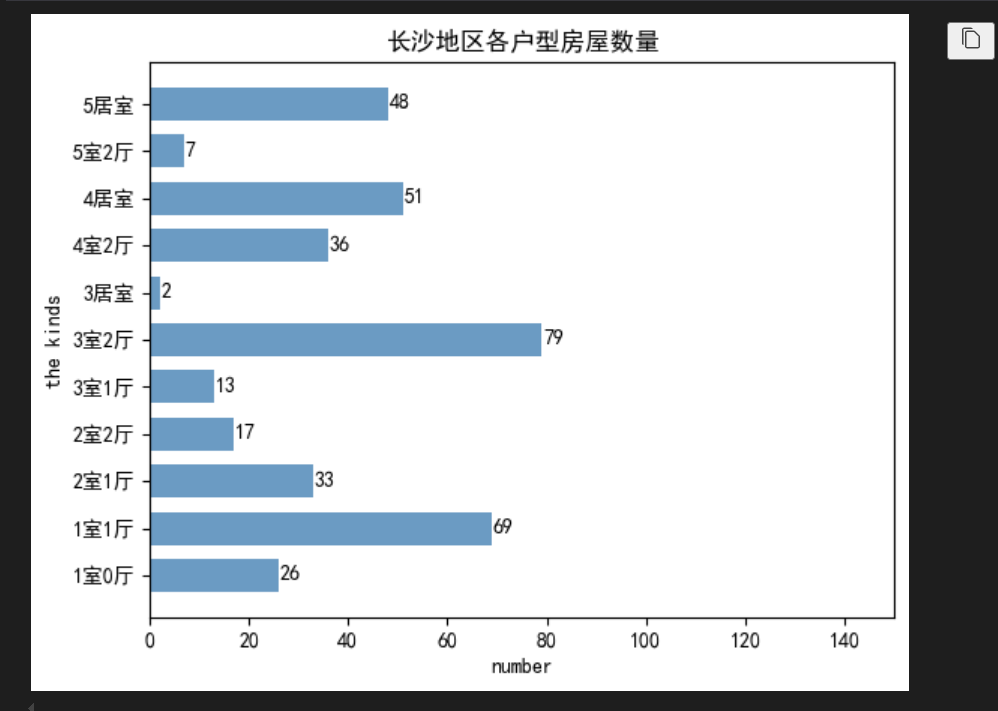 长沙地区各户型房屋数量
5居室 48
5室2厅 7
4居室 51
4室2厅 36
3居室 2
3室2厅 79
3室1厅 13
2室2厅 17
2室1厅 33
1室1厅 69
1室0厅 26
the kinds
0 20 40 60 80 100 120 140
number